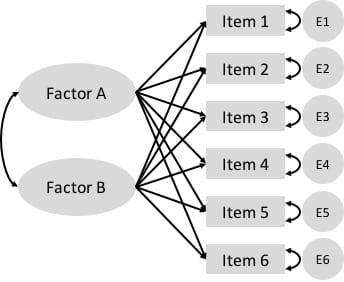 Item 1 E1
Item 2 E2
Factor A
Item 3 E3
Item 4 E4
Factor B
Item 5 E5
Item 6 E6